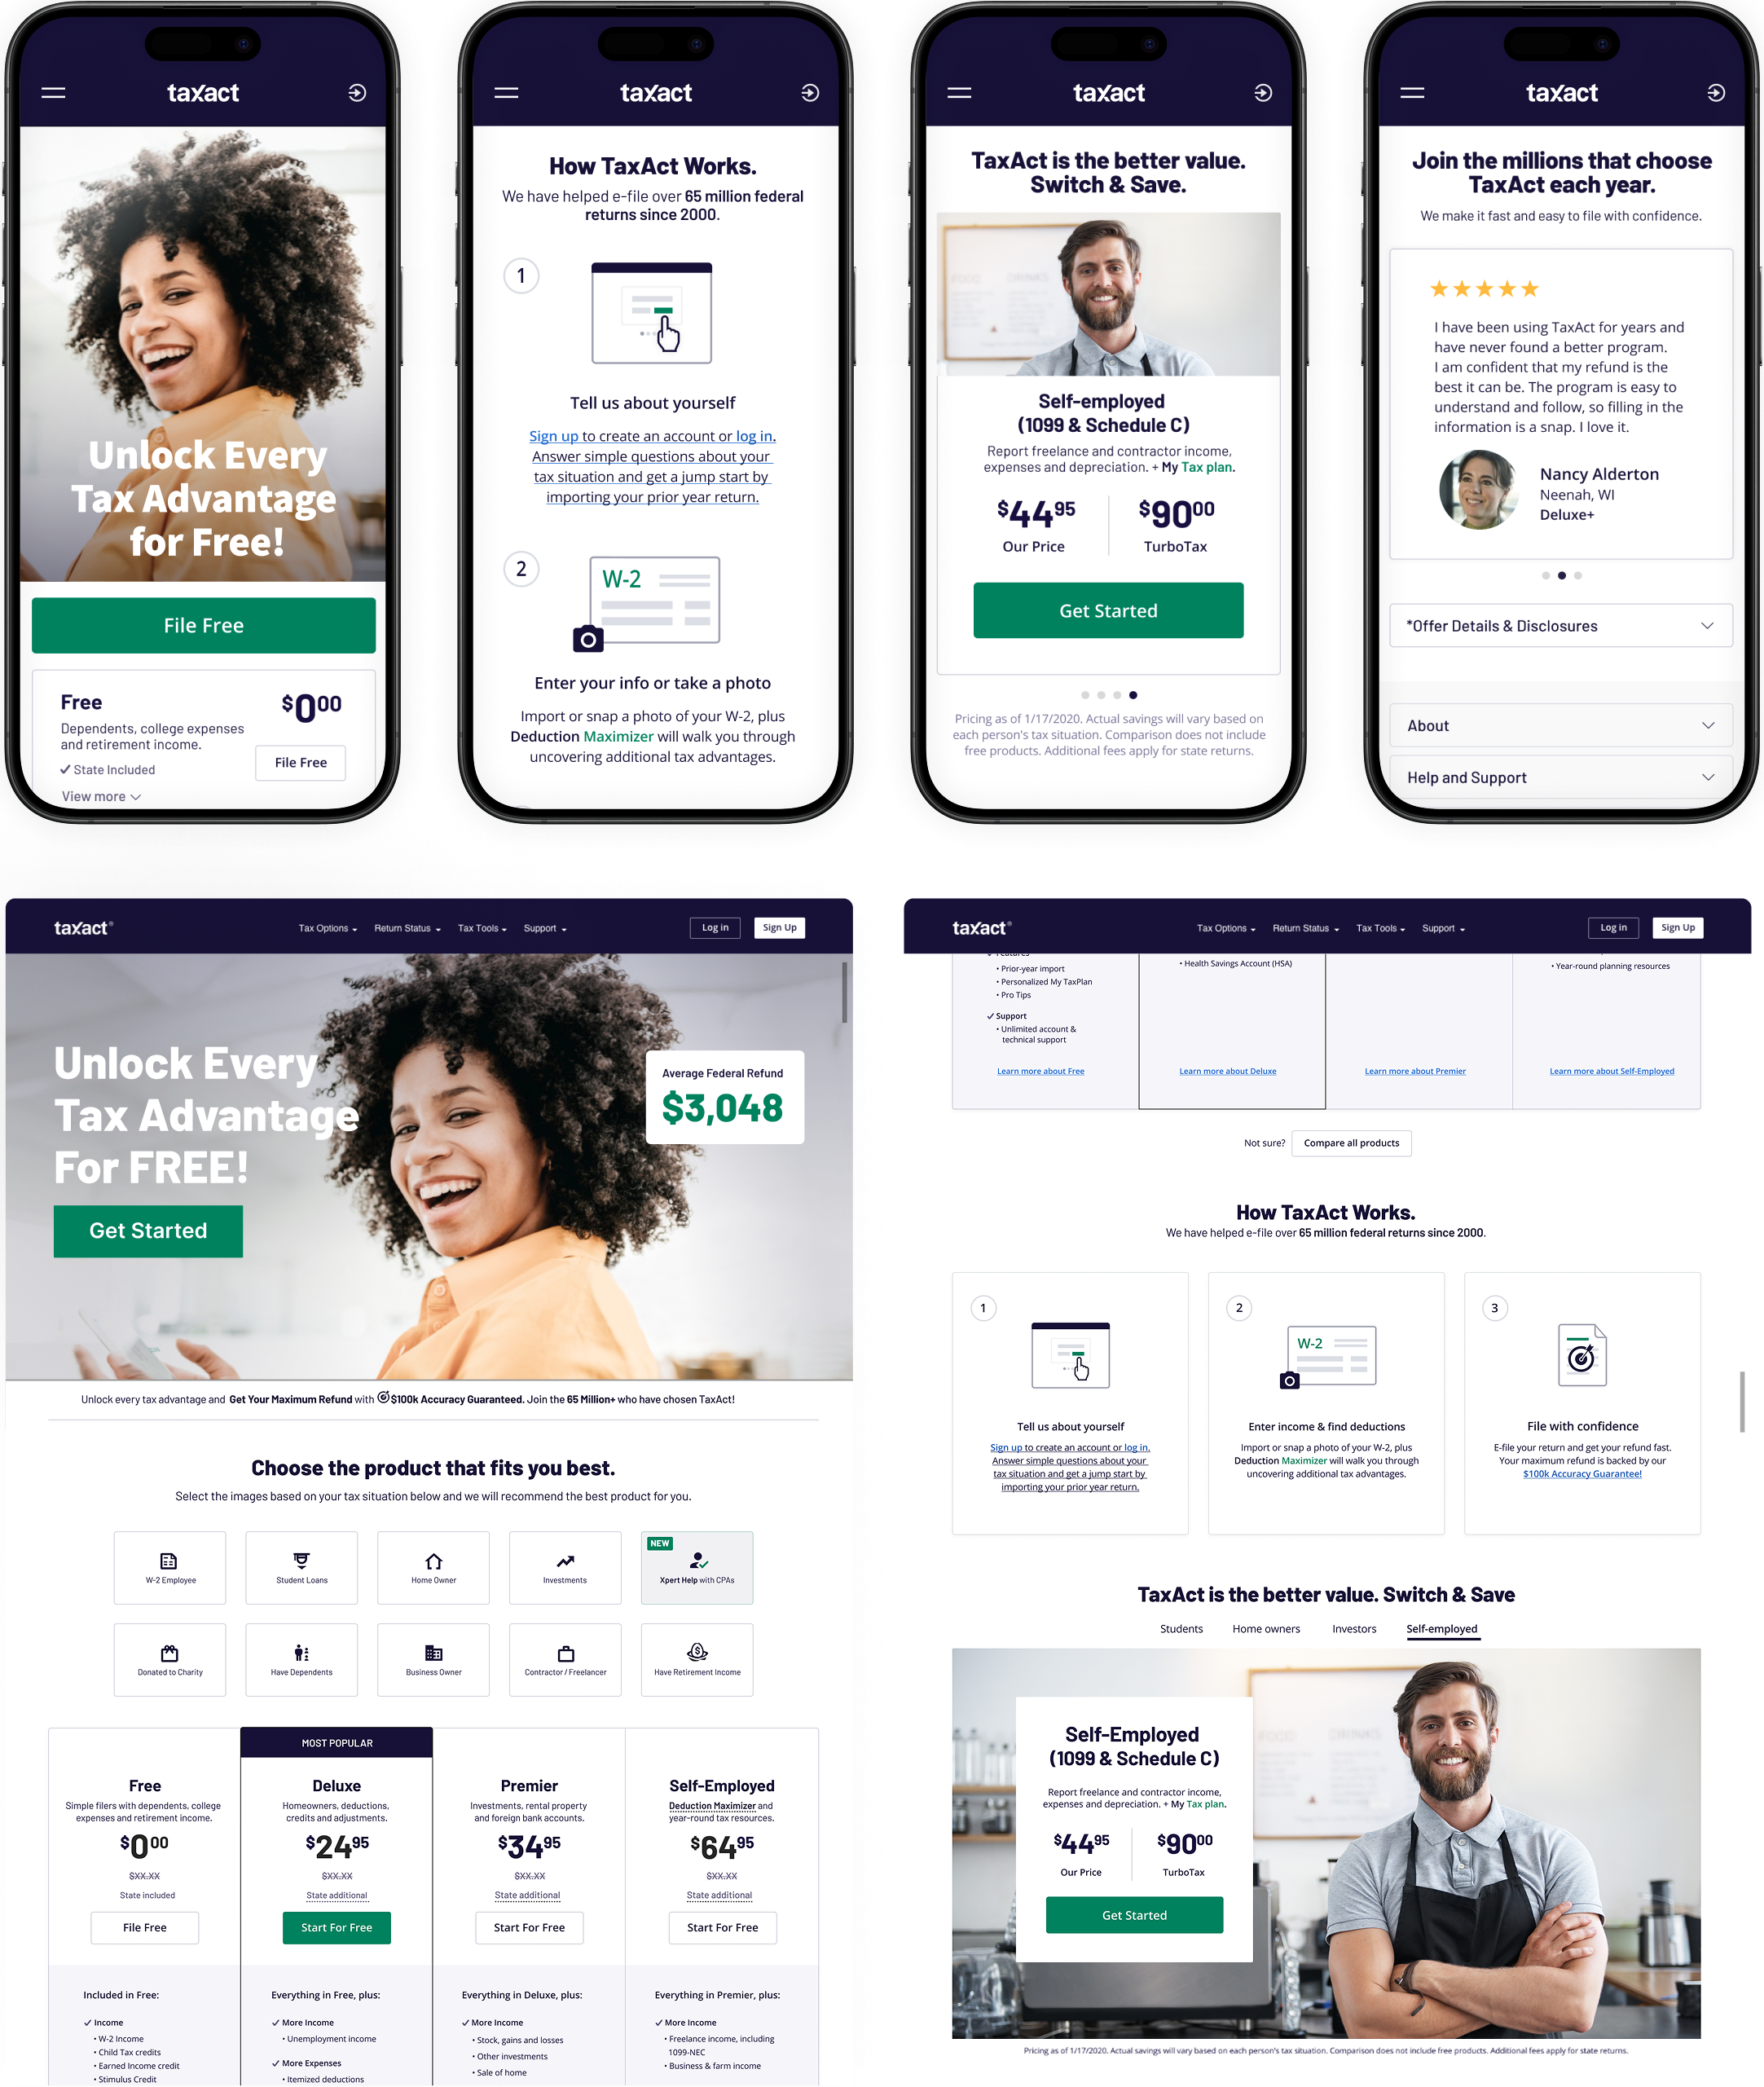 taxact
Unlock Every
Tax Advantage
for Free!
File Free
Free
$0 00
Dependents, college expenses
and retirement income.
State Included
File Free
View more
taxact
How TaxAct Works.
We have helped e-file over 65 million federal
returns since 2000.
1
Tell us about yourself
Sign up to create an account or log in.
Answer simple questions about your
tax situation and get a jump start by
importing your prior year return.
2
W-2
Enter your info or take a photo
Import or snap a photo of your W-2, plus
Deduction Maximizer will walk you through
uncovering additional tax advantages.
taxact
TaxAct is the better value.
Switch & Save.
FOOD DRINKS
Self-employed
(1099 & Schedule C)
Report freelance and contractor income,
expenses and depreciation. + My Tax plan.
$44 95 $90 00
Our Price TurboTax
Get Started
Pricing as of 1/17/2020. Actual savings will vary based on
each person's tax situation. Comparison does not include
free products. Additional fees apply for state returns.
taxact
Join the millions that choose
TaxAct each year.
We make it fast and easy to file with confidence.
I have been using TaxAct for years and
have never found a better program.
I am confident that my refund is the
best it can be. The program is easy to
understand and follow, so filling in the
information is a snap. I love it.
Nancy Alderton
Neenah, WI
Deluxe+
*Offer Details & Disclosures
About
Help and Support
taxact® Tax Options Return Status Tax Tools Support Log in Sign Up
Unlock Every
Tax Advantage
For FREE!
Get Started
Average Federal Refund
$3,048
Unlock every tax advantage and Get Your Maximum Refund with $100k Accuracy Guaranteed. Join the 65 Million+ who have chosen TaxAct!
Choose the product that fits you best.
Select the images based on your tax situation below and we will recommend the best product for you.
W-2 Employee
Student Loans
Home Owner
Investments
NEW
Xpert Help with CPAs
Donated to Charity
Have Dependents
Business Owner
Contractor / Freelancer
Have Retirement Income
Free
Simple filers with dependents, college
expenses and retirement income.
$0 00
$XX.XX
State included
File Free
Included in Free:
Income
• W-2 Income
• Child Tax credits
• Earned Income credit
• Stimulus Credit
MOST POPULAR
Deluxe
Homeowners, deductions,
credits and adjustments.
$24 95
$XX.XX
State additional
Start For Free
Everything in Free, plus:
More Income
• Unemployment income
More Expenses
• Itemized deductions
Premier
Investments, rental property
and foreign bank accounts.
$34 95
$XX.XX
State additional
Start For Free
Everything in Deluxe, plus:
More Income
• Stock, gains and losses
• Other investments
• Sale of home
Self-Employed
Deduction Maximizer and
year-round tax resources.
$64 95
$XX.XX
State additional
Start For Free
Everything in Premier, plus:
More Income
• Freelance income, including
1099-NEC
• Business & farm income
taxact® Tax Options Return Status Tax Tools Support Log in Sign Up
Features
• Prior-year import
• Personalized My TaxPlan
• Pro Tips
Support
• Unlimited account &
technical support
Learn more about Free
• Health Savings Account (HSA)
Learn more about Deluxe
Learn more about Premier
• Year-round planning resources
Learn more about Self-Employed
Not sure? Compare all products
How TaxAct Works.
We have helped e-file over 65 million federal returns since 2000.
1
Tell us about yourself
Sign up to create an account or log in.
Answer simple questions about your
tax situation and get a jump start by
importing your prior year return.
2
W-2
Enter income & find deductions
Import or snap a photo of your W-2, plus
Deduction Maximizer will walk you through
uncovering additional tax advantages.
3
File with confidence
E-file your return and get your refund fast.
Your maximum refund is backed by our
$100k Accuracy Guarantee!
TaxAct is the better value. Switch & Save
Students Home owners Investors Self-employed
FOOD DRINKS
Self-Employed
(1099 & Schedule C)
Report freelance and contractor income,
expenses and depreciation. + My Tax plan.
$44 95 $90 00
Our Price TurboTax
Get Started
Pricing as of 1/17/2020. Actual savings will vary based on each person's tax situation. Comparison does not include free products. Additional fees apply for state returns.